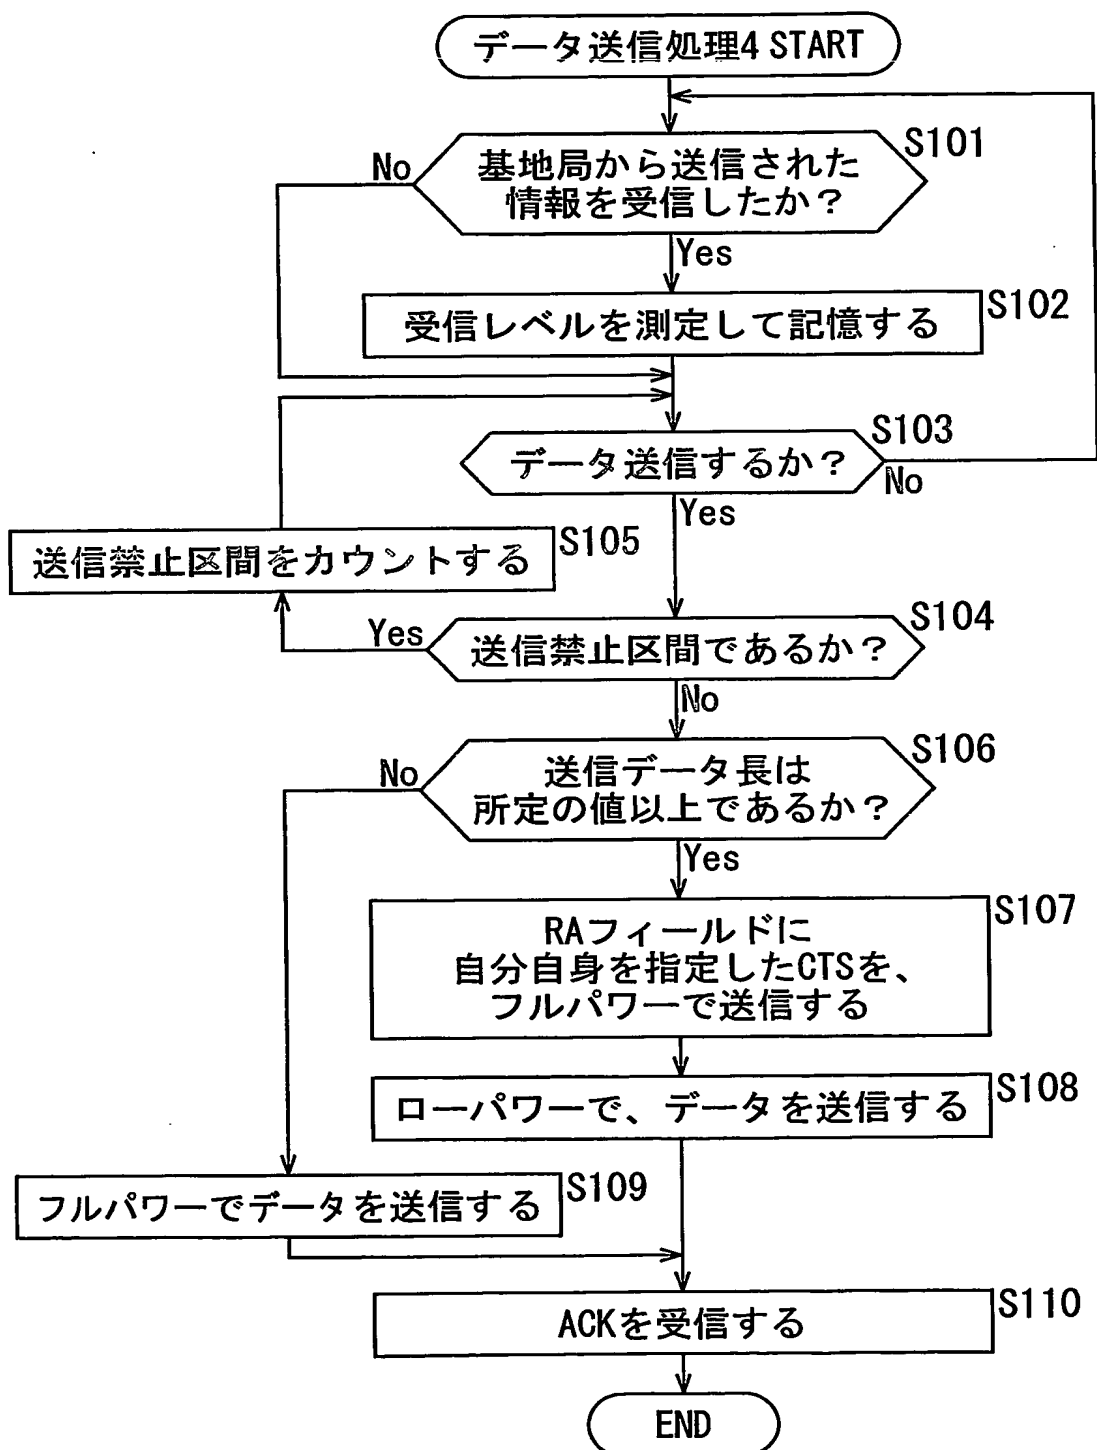 データ送信処理4 START
S101
No
基地局から送信された
情報を受信したか？
Yes
S102
受信レベルを測定して記憶する
S103
データ送信するか？
No
Yes
S105
送信禁止区間をカウントする
S104
Yes
送信禁止区間であるか？
No
S106
No
送信データ長は
所定の値以上であるか？
Yes
S107
RAフィールドに
自分自身を指定したCTSを、
フルパワーで送信する
S108
ローパワーで、データを送信する
S109
フルパワーでデータを送信する
S110
ACKを受信する
END